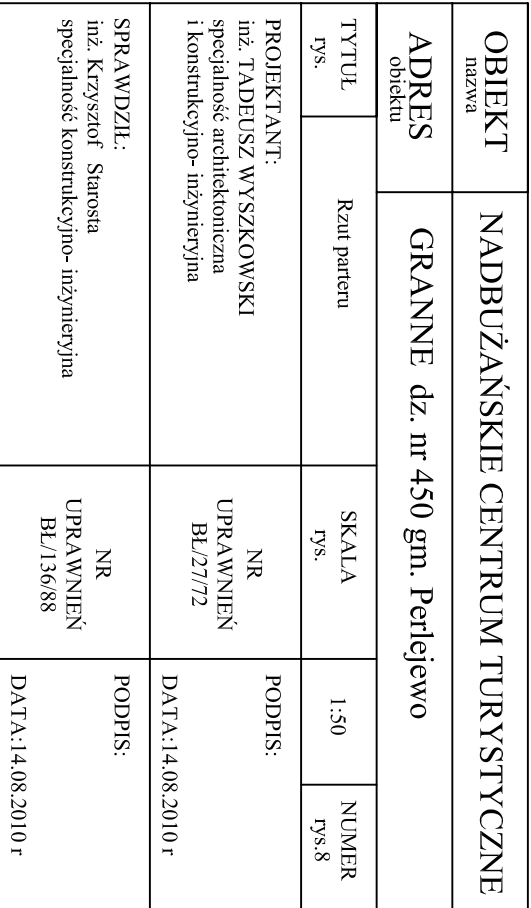 OBIEKT
nazwa
NADBUŻAŃSKIE CENTRUM TURYSTYCZNE
ADRES
obiektu
GRANNE dz. nr 450 gm. Perlejewo
TYTUŁ
rys.
Rzut parteru
SKALA
rys.
1:50
NUMER
rys.8
PROJEKTANT:
inż. TADEUSZ WYSZKOWSKI
specjalność architektoniczna
i konstrukcyjno- inżynieryjna
NR
UPRAWNIEŃ
BŁ/27/72
PODPIS:
DATA:14.08.2010 r
SPRAWDZIŁ:
inż. Krzysztof Starosta
specjalność konstrukcyjno- inżynieryjna
NR
UPRAWNIEŃ
BŁ/136/88
PODPIS:
DATA:14.08.2010 r